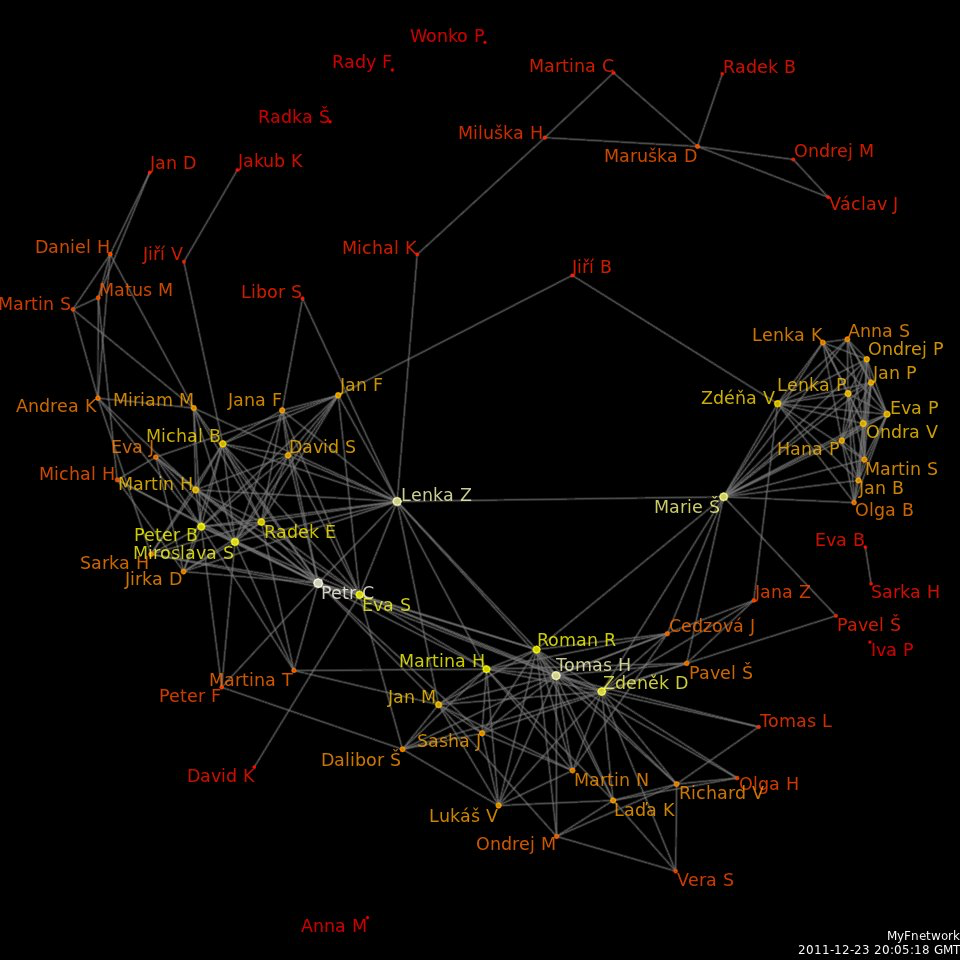 Wonko P
Rady F
Martina C
Radek B
Radka Š
Miluška H
Maruška D
Ondrej M
Jan D
Jakub K
Václav J
Daniel H
Jiří V
Michal K
Jiří B
Matus M
Libor S
Martin S
Lenka K
Anna S
Ondrej P
Jan P
Jan F
Lenka P
Andrea K
Miriam M
Jana F
Zdéňa V
Eva P
Michal B
Ondra V
Eva J
David S
Hana P
Michal H
Martin H
Martin S
Jan B
Lenka Z
Marie Š
Olga B
Peter B
Radek E
Eva B
Miroslava S
Sarka H
Jirka D
Petr C
Eva S
Jana Z
Sarka H
Cedzová J
Pavel Š
Roman R
Iva P
Martina H
Tomas H
Pavel Š
Martina T
Zdeněk D
Peter F
Jan M
Tomas L
Sasha J
Dalibor Š
David K
Martin N
Olga H
Richard V
Lukáš V
Laďa K
Ondrej M
Vera S
Anna M
MyFnetwork
2011-12-23 20:05:18 GMT